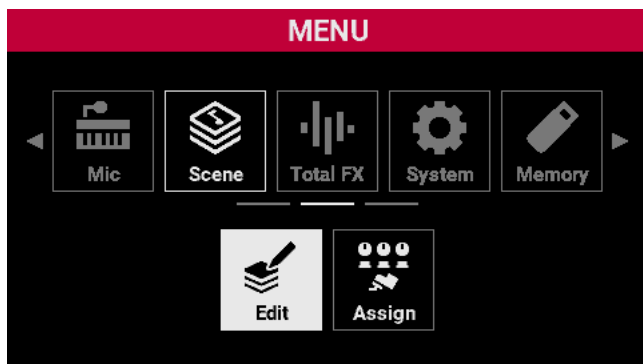 MENU
Mic
Scene
Total FX
System
Memory
Edit
Assign